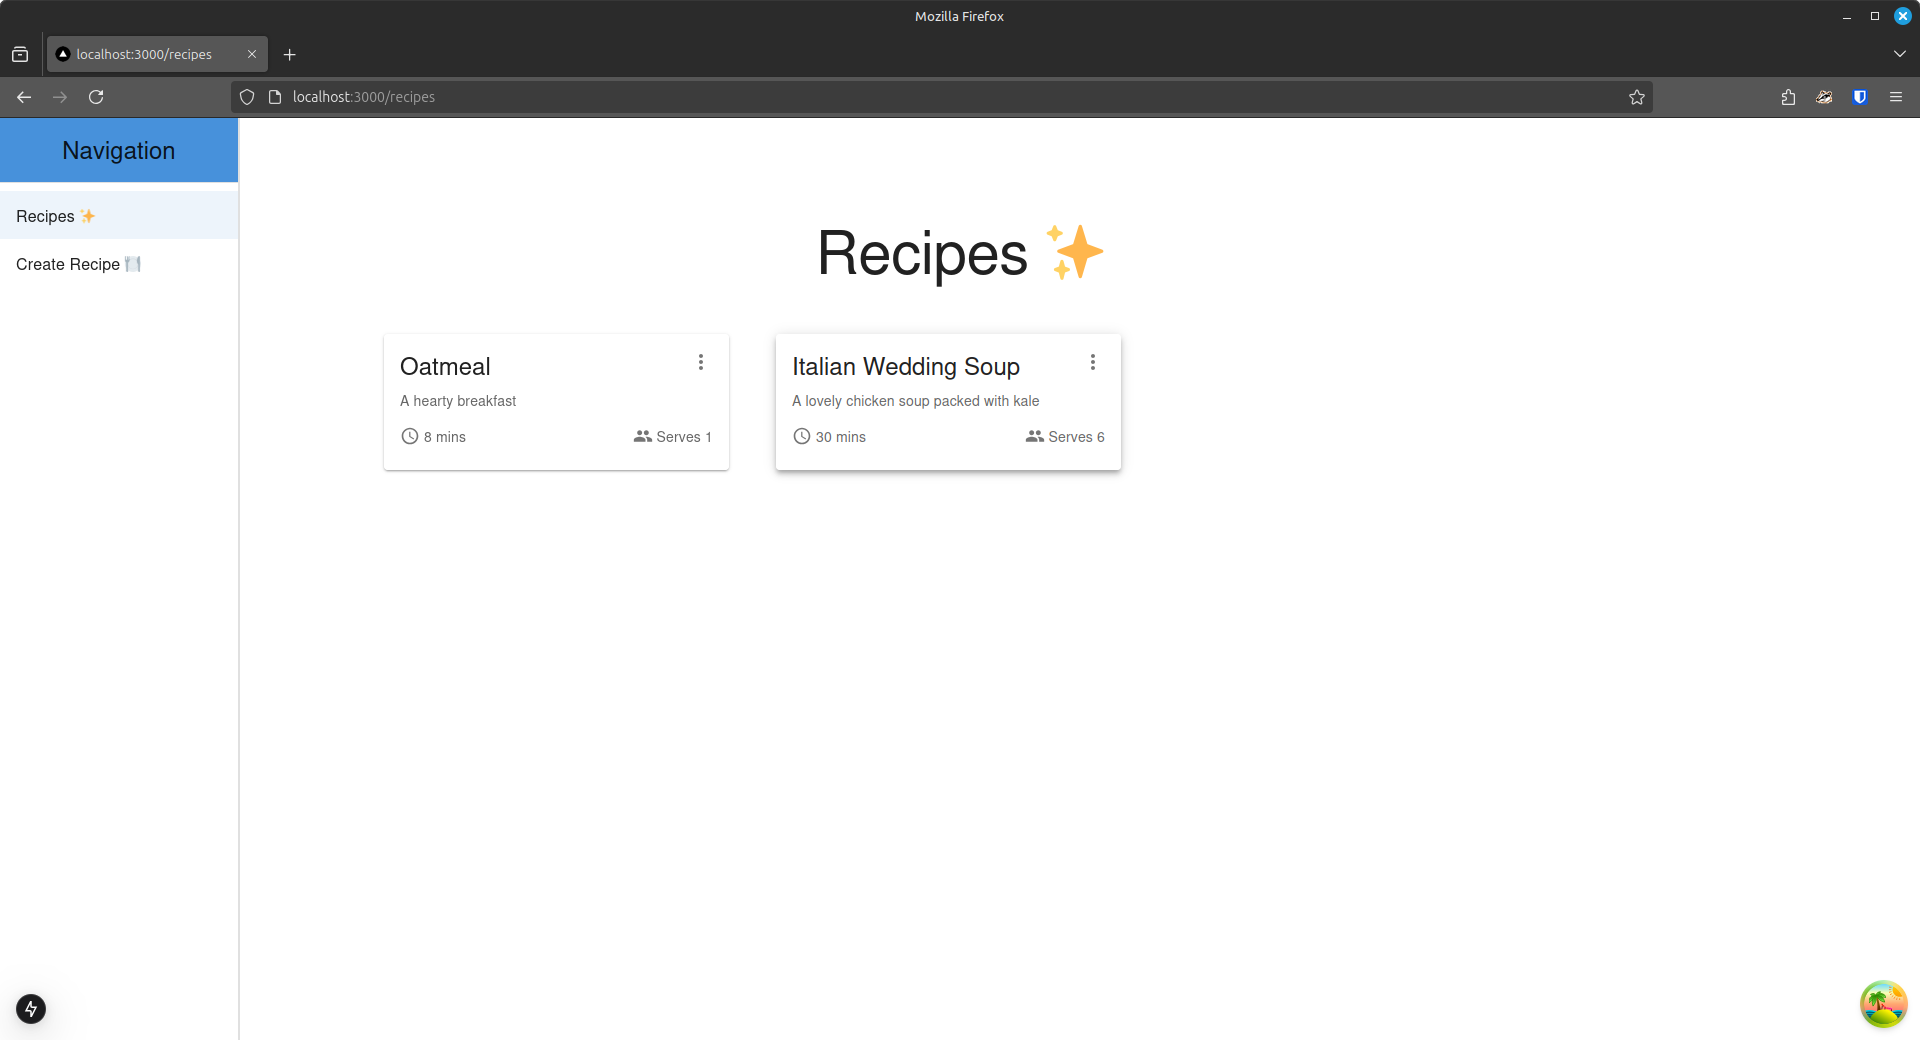 Mozilla Firefox
localhost:3000/recipes
localhost:3000/recipes
Navigation
Recipes ✨
Create Recipe 🍽️
Recipes ✨
Oatmeal
A hearty breakfast
8 mins
Serves 1
Italian Wedding Soup
A lovely chicken soup packed with kale
30 mins
Serves 6